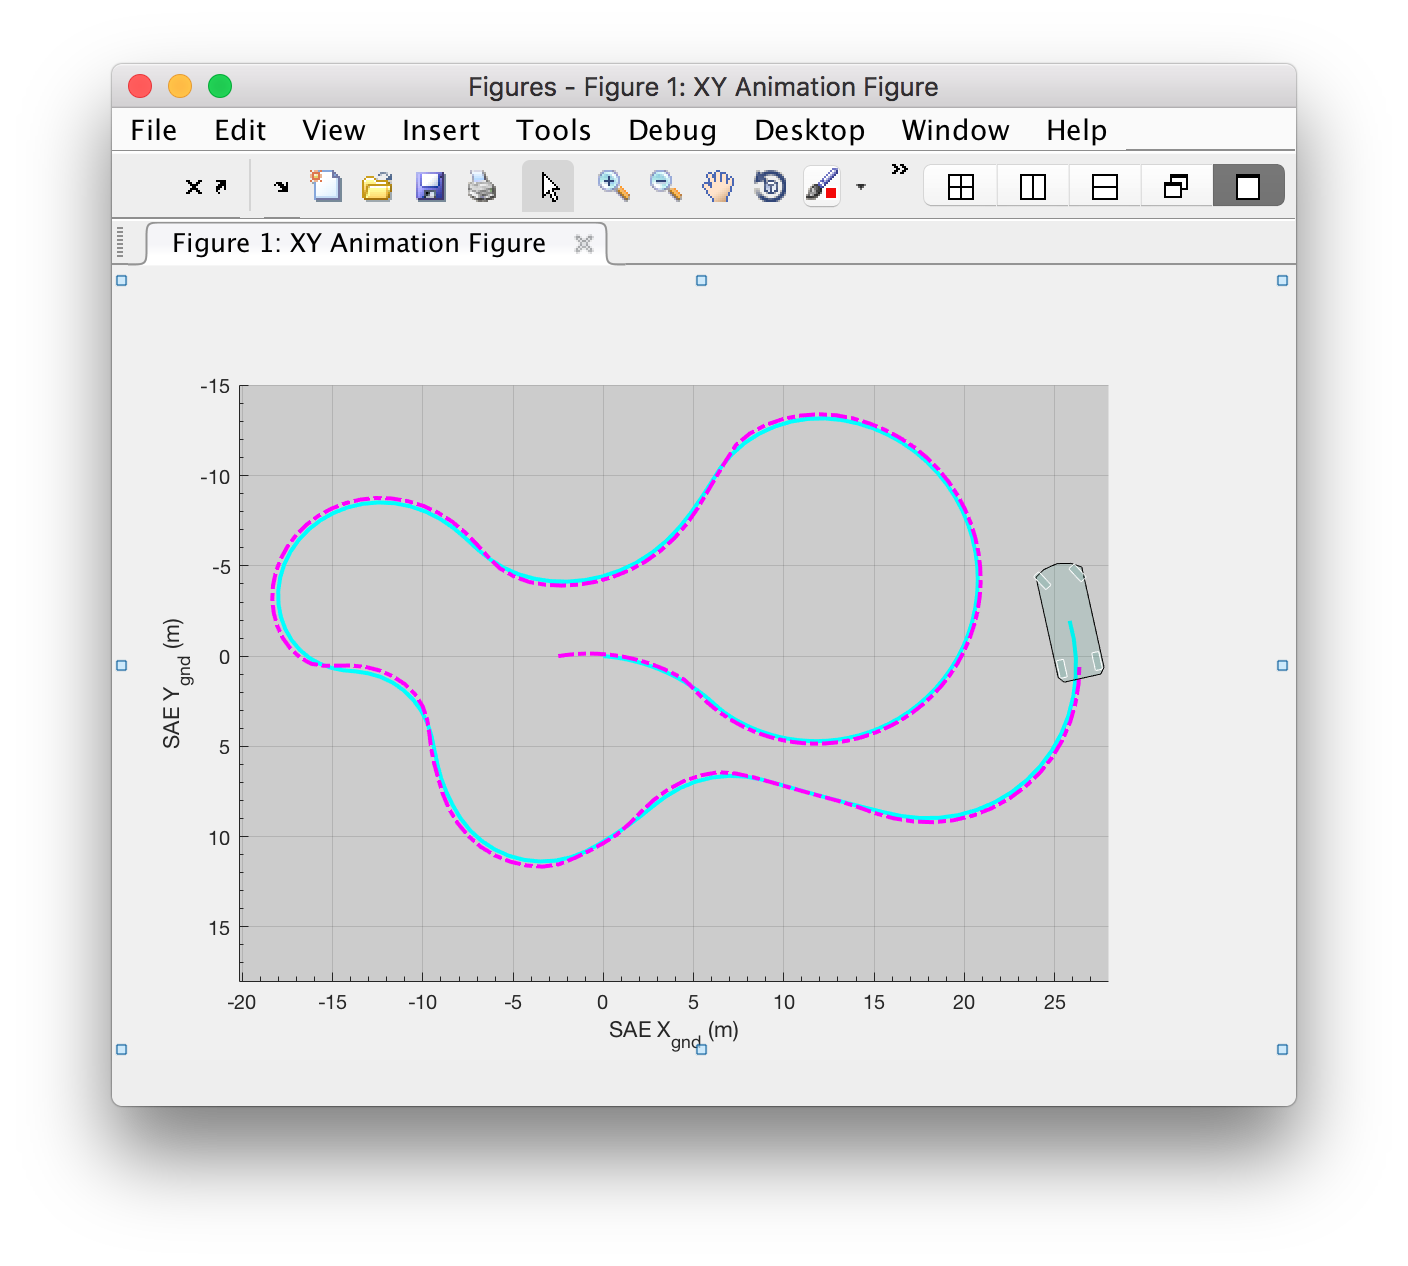 Figures - Figure 1: XY Animation Figure
File Edit View Insert Tools Debug Desktop Window Help
»
Figure 1: XY Animation Figure
-15
-10
-5
0
5
10
15
SAE Y gnd (m)
-20 -15 -10 -5 0 5 10 15 20 25
SAE X gnd (m)